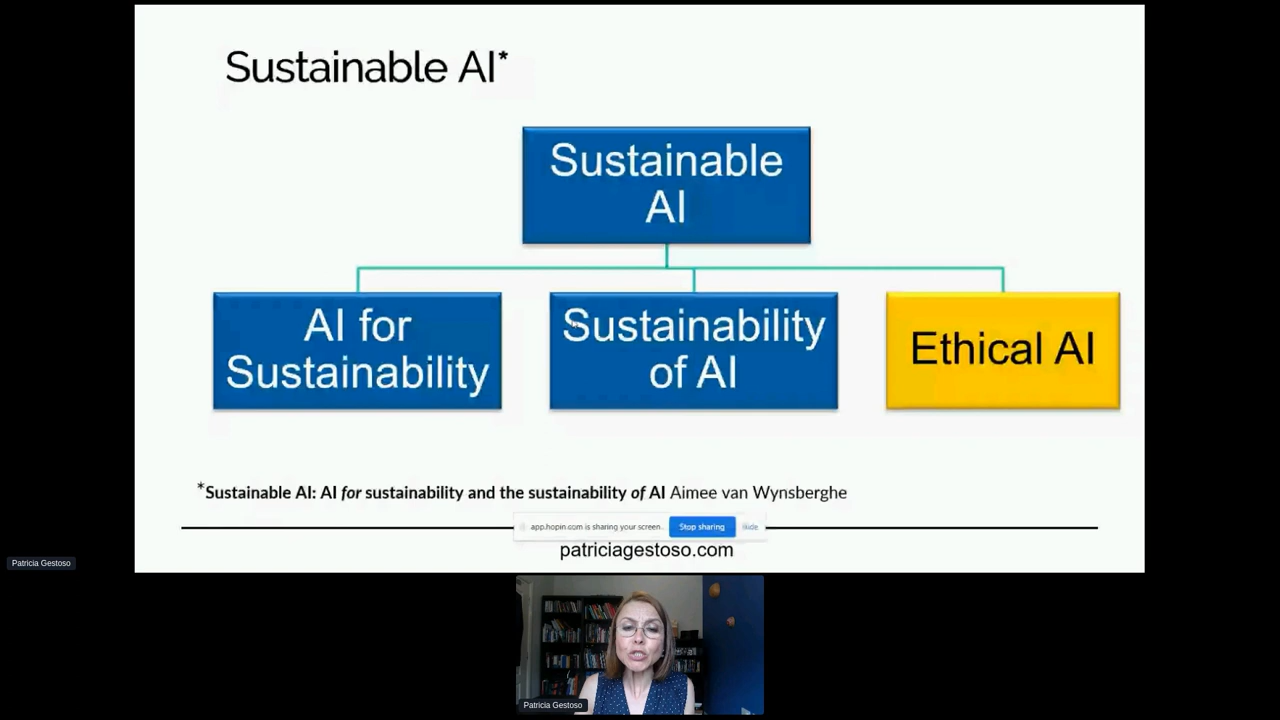 Sustainable AI*
Sustainable
AI
AI for
Sustainability
Sustainability
of AI
Ethical AI
*Sustainable AI: AI for sustainability and the sustainability of AI Aimee van Wynsberghe
app.hopin.com is sharing your screen.
Stop sharing
Hide
patriciagestoso.com
Patricia Gestoso
Patricia Gestoso